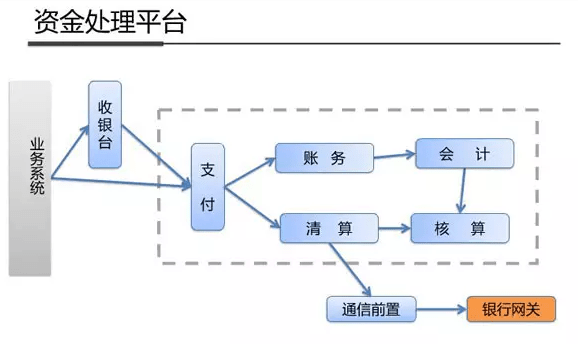 资金处理平台
业务系统
收银台
支付
账务
会计
清算
核算
通信前置
银行网关